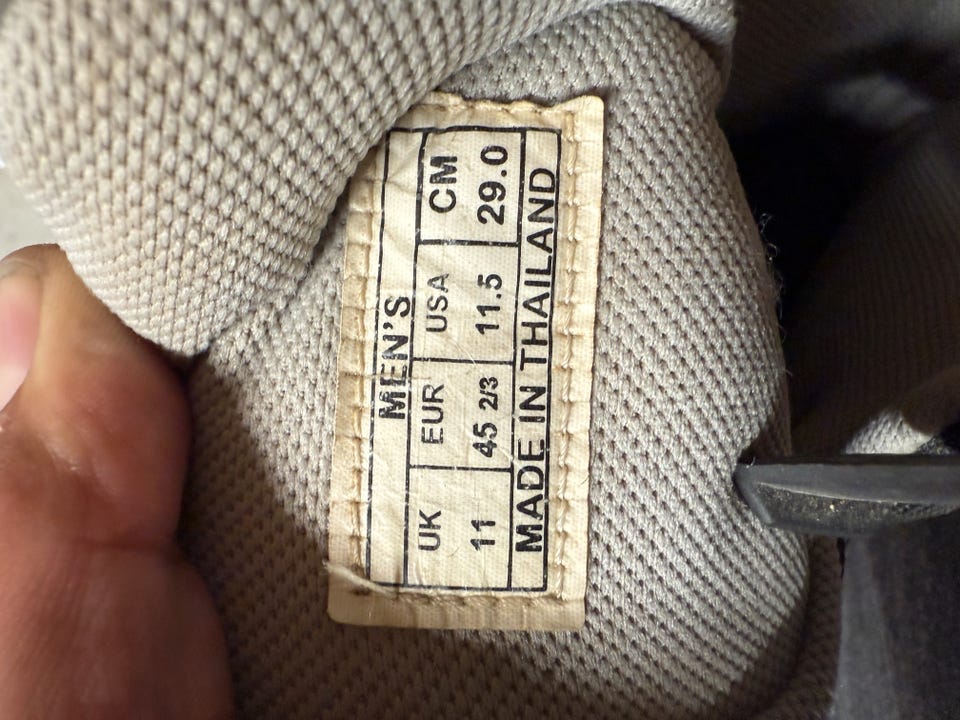 MEN'S
UK EUR USA CM
11 45 2/3 11.5 29.0
MADE IN THAILAND